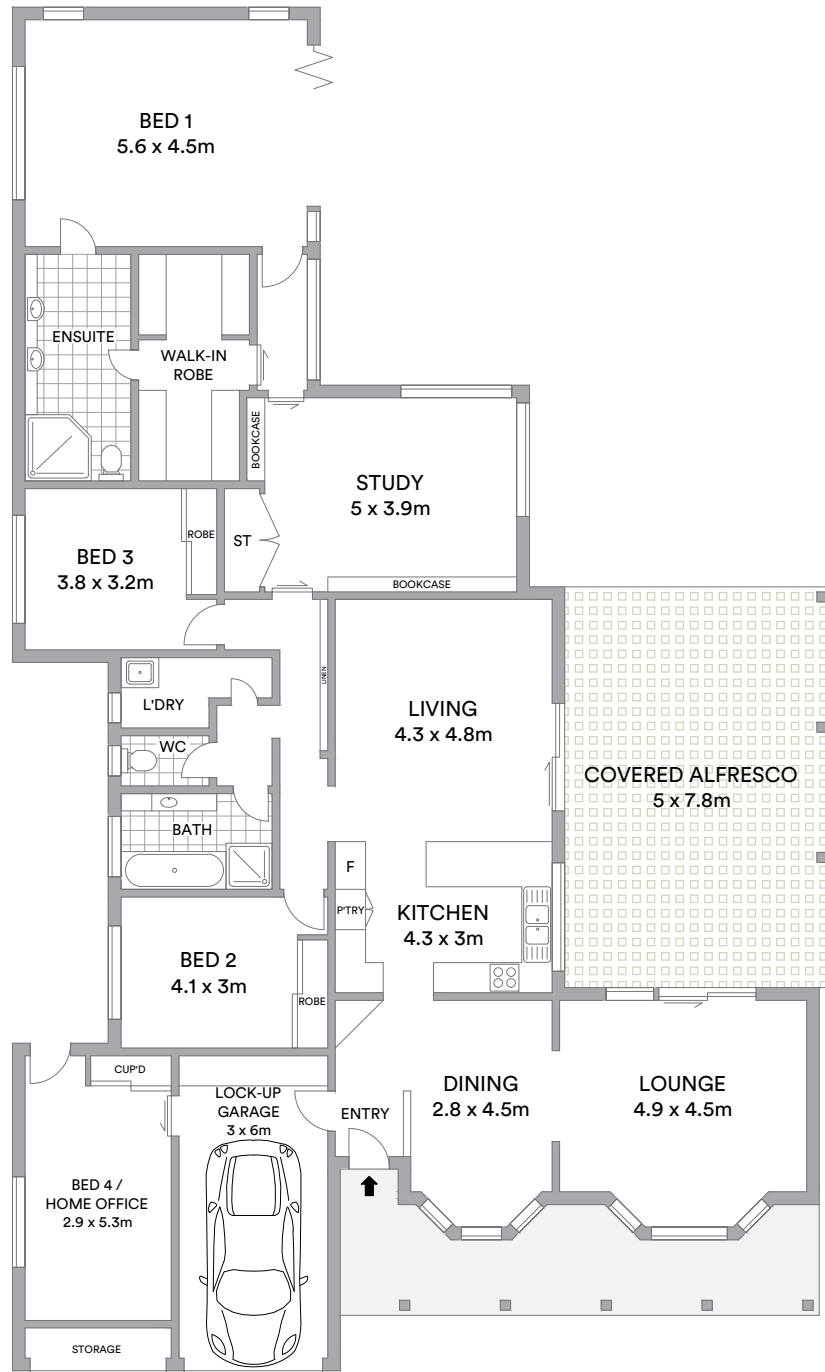 BED 1
5.6 x 4.5m
ENSUITE
WALK-IN
ROBE
BOOKCASE
STUDY
5 x 3.9m
ROBE
ST
BED 3
3.8 x 3.2m
BOOKCASE
LINEN
L'DRY
LIVING
4.3 x 4.8m
WC
COVERED ALFRESCO
5 x 7.8m
BATH
F
P'TRY
KITCHEN
4.3 x 3m
BED 2
4.1 x 3m
ROBE
CUP'D
LOCK-UP
GARAGE
3 x 6m
ENTRY
DINING
2.8 x 4.5m
LOUNGE
4.9 x 4.5m
BED 4 /
HOME OFFICE
2.9 x 5.3m
STORAGE